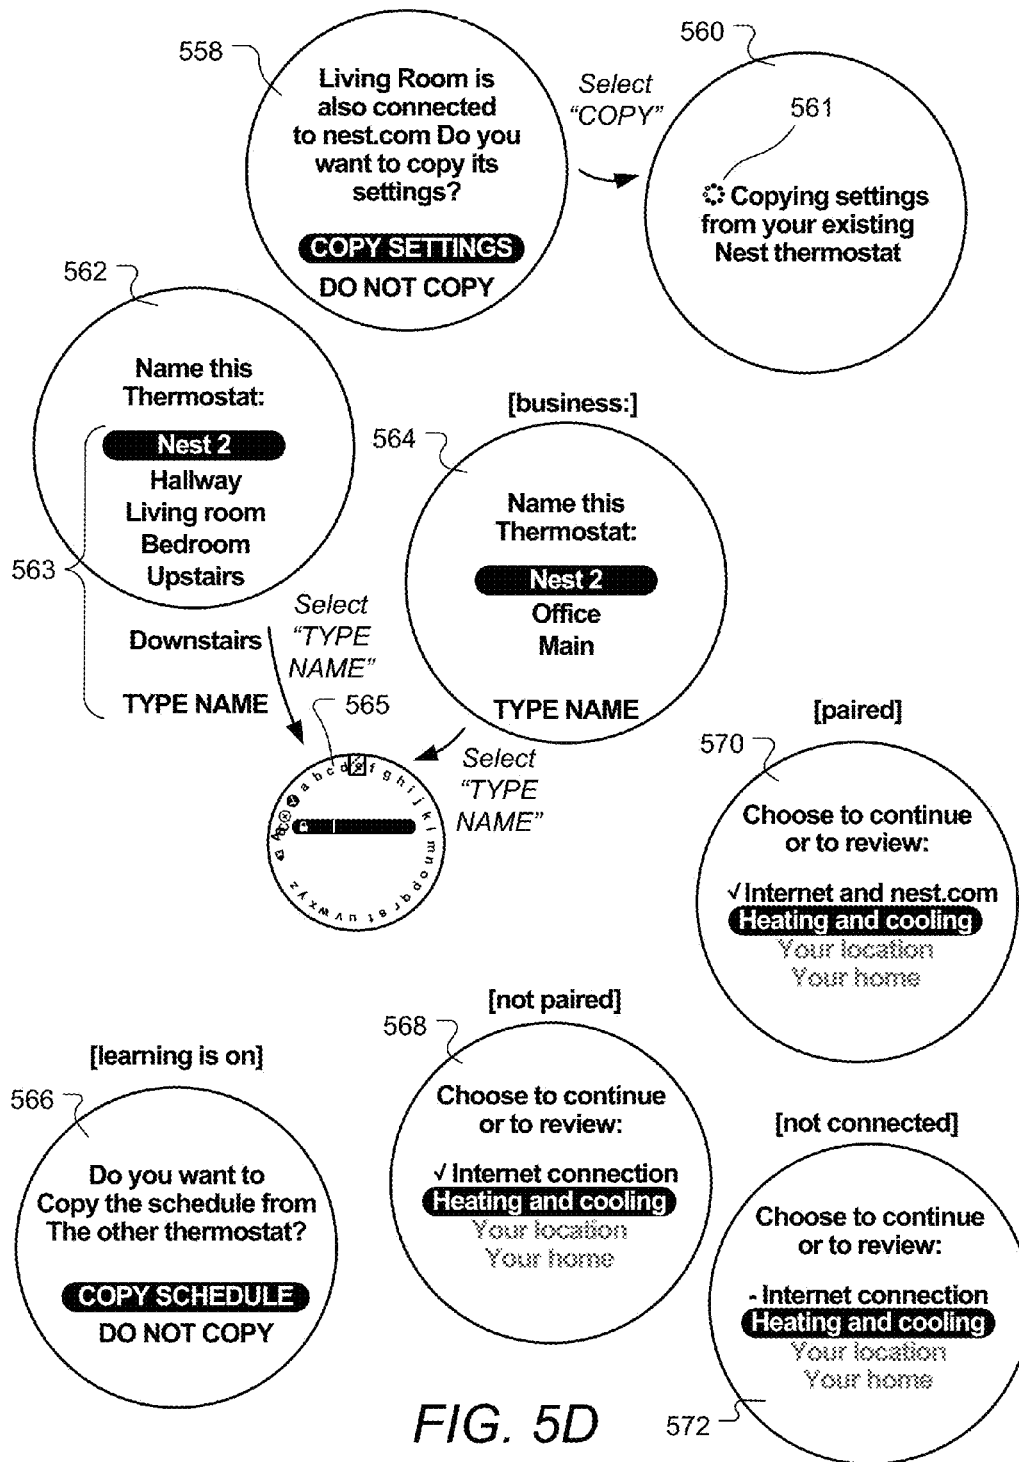 558
Living Room is
also connected
to nest.com Do you
want to copy its
settings?
COPY SETTINGS
DO NOT COPY
Select
“COPY”
560
561
Copying settings
from your existing
Nest thermostat
562
Name this
Thermostat:
Nest 2
Hallway
Living room
Bedroom
Upstairs
Downstairs
TYPE NAME
563
Select
“TYPE
NAME”
[business:]
564
Name this
Thermostat:
Nest 2
Office
Main
TYPE NAME
Select
“TYPE
NAME”
565
a b c d e f g h i j k l m n o p q r s t u v w x y z
[paired]
570
Choose to continue
or to review:
√ Internet and nest.com
Heating and cooling
Your location
Your home
[learning is on]
566
Do you want to
Copy the schedule from
The other thermostat?
COPY SCHEDULE
DO NOT COPY
[not paired]
568
Choose to continue
or to review:
√ Internet connection
Heating and cooling
Your location
Your home
[not connected]
Choose to continue
or to review:
- Internet connection
Heating and cooling
Your location
Your home
572
FIG. 5D